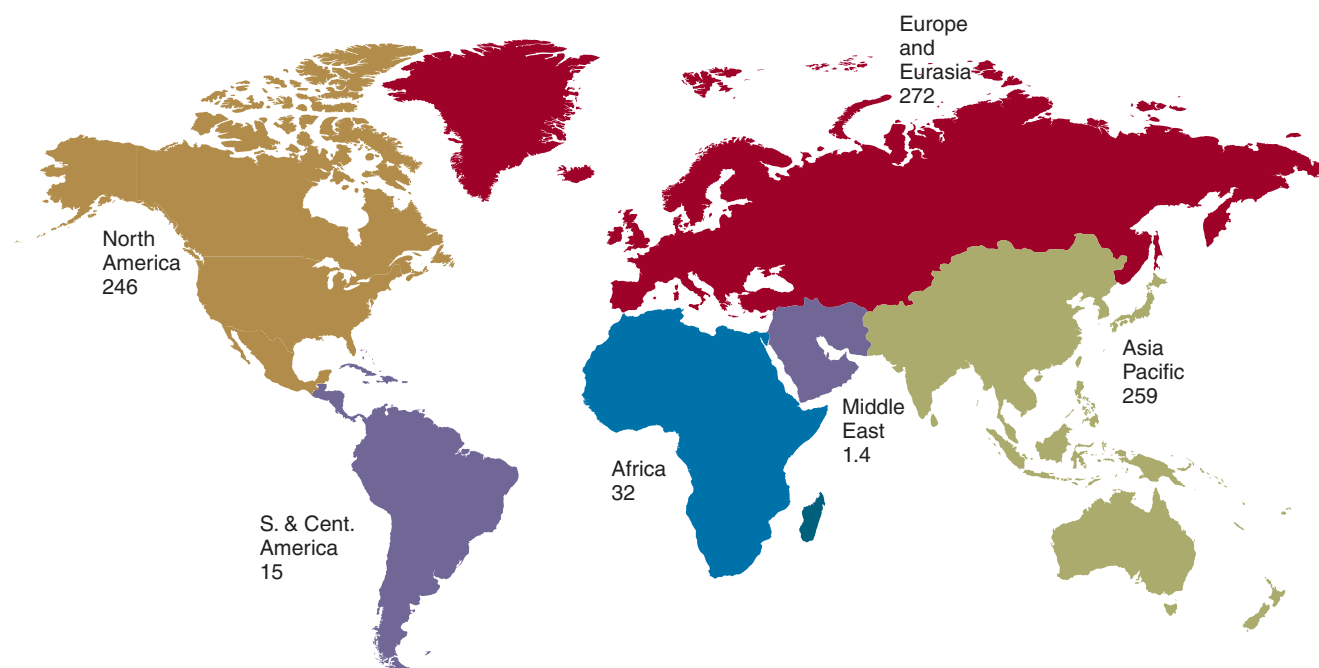 Europe
and
Eurasia
272
North
America
246
Asia
Pacific
259
Middle
East
1.4
Africa
32
S. & Cent.
America
15